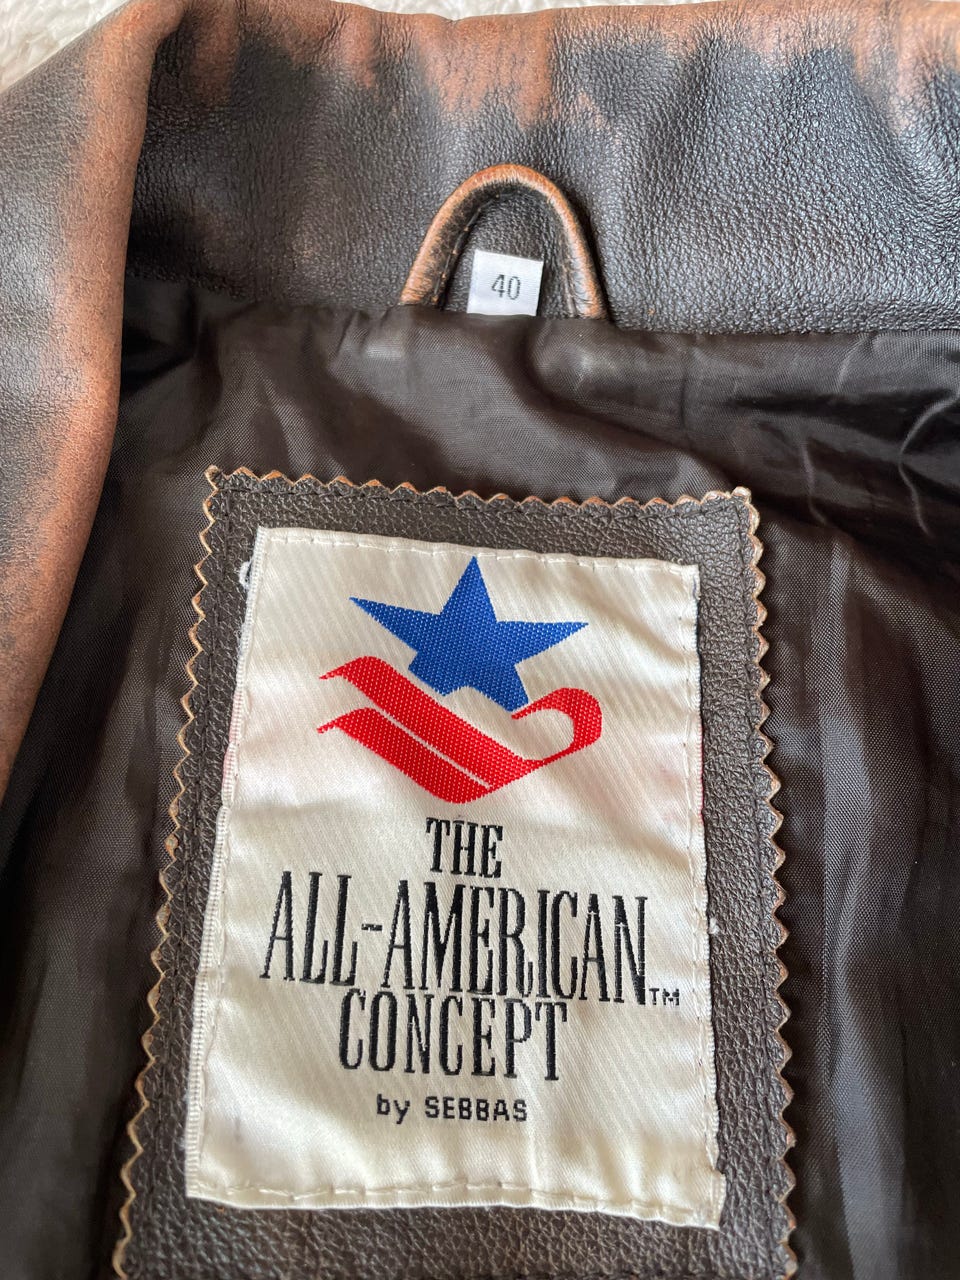 40
THE
ALL-AMERICAN™
CONCEPT
by SEBBAS